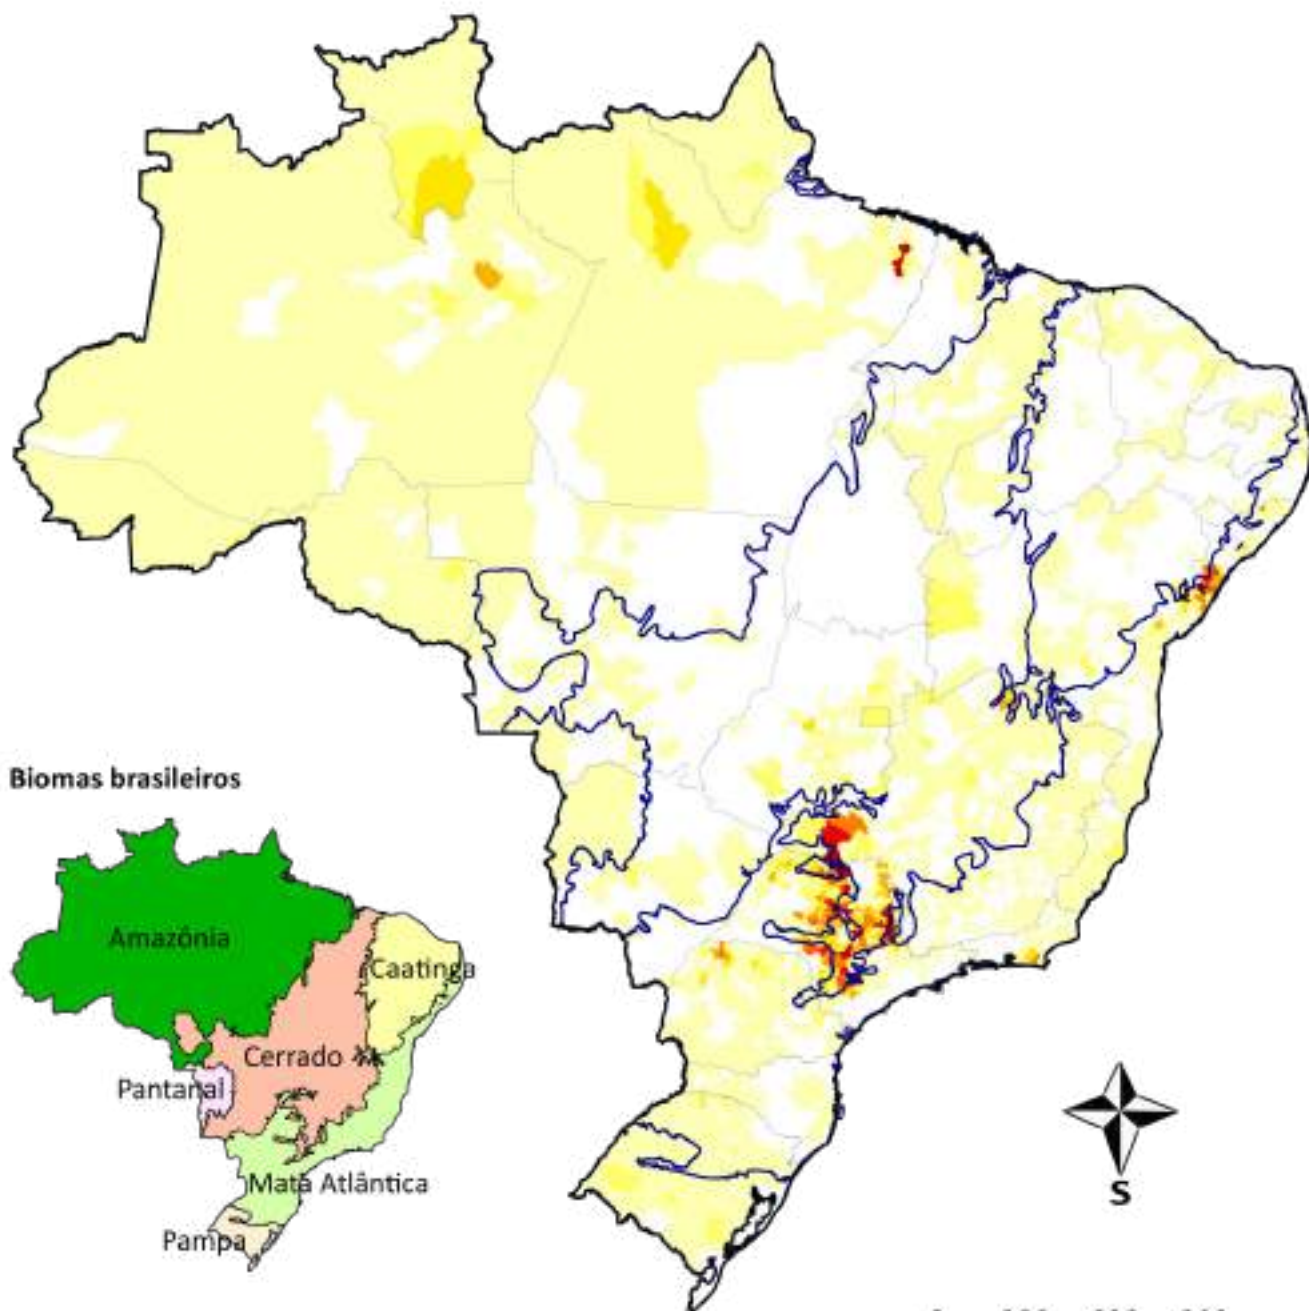 Biomas brasileiros
Amazônia
Caatinga
Cerrado
Pantanal
Mata Atlântica
Pampa
S